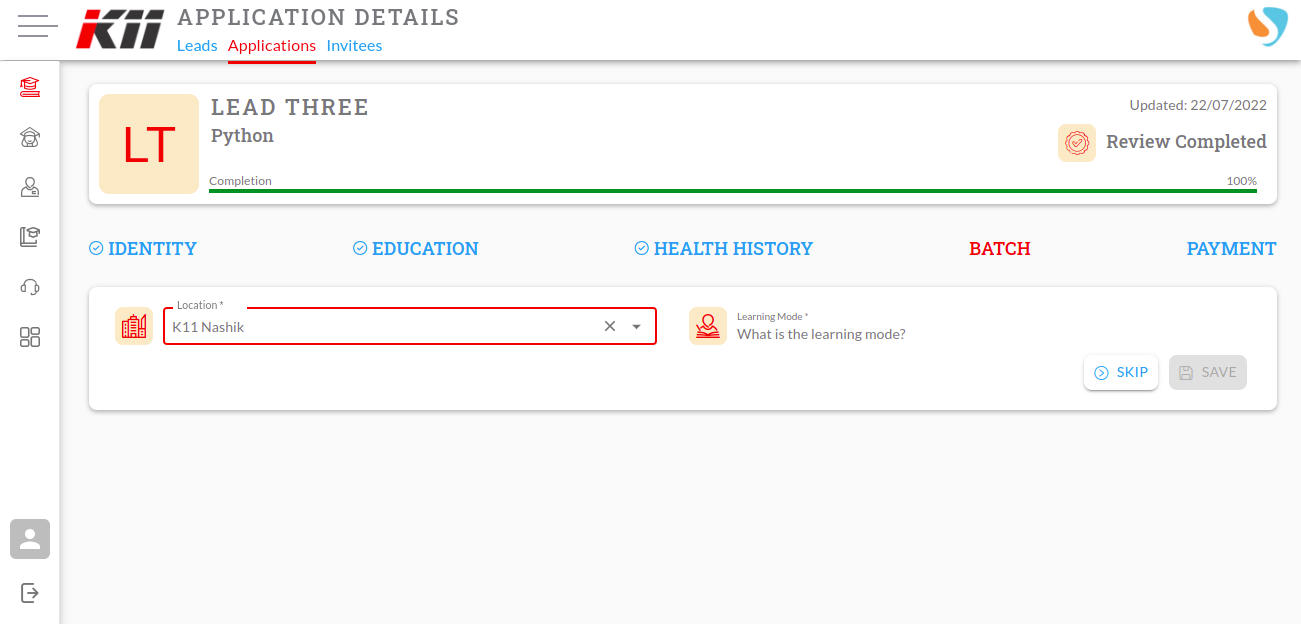 K11
APPLICATION DETAILS
Leads Applications Invitees
LT
LEAD THREE
Python
Updated: 22/07/2022
Review Completed
Completion 100%
IDENTITY EDUCATION HEALTH HISTORY BATCH PAYMENT
Location *
K11 Nashik
Learning Mode *
What is the learning mode?
SKIP SAVE